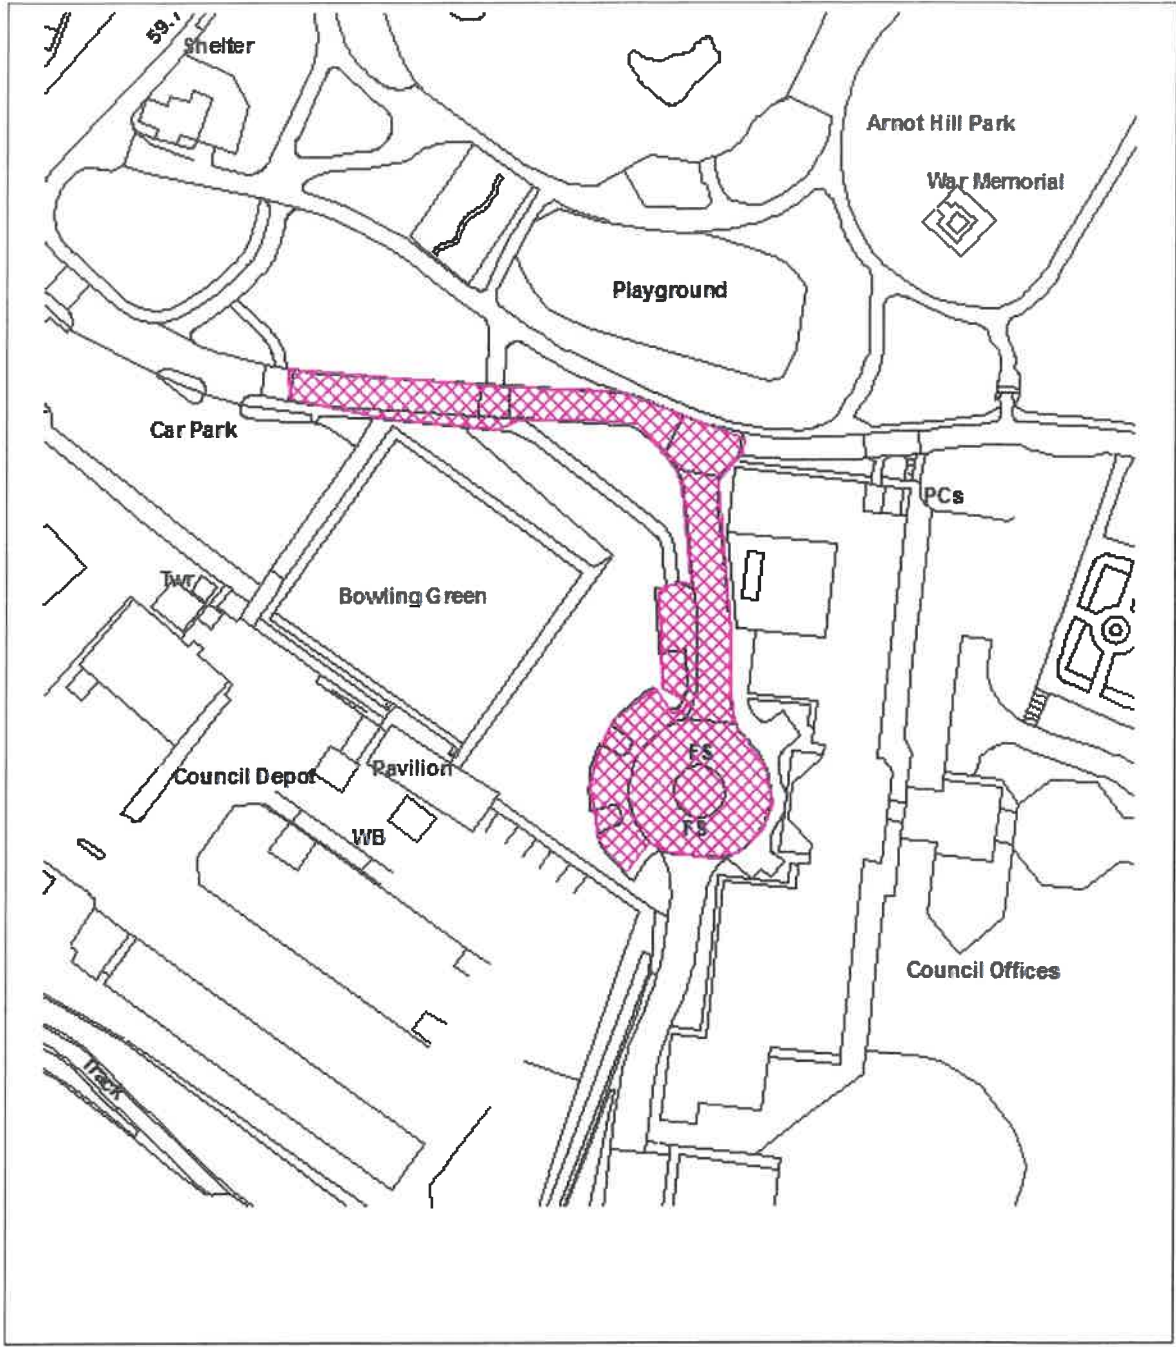 59.7
Shelter
Arnot Hill Park
War Memorial
Playground
Car Park
PCs
Twr
Bowling Green
FS
Council Depot
Pavilion
FS
WB
Council Offices
Track